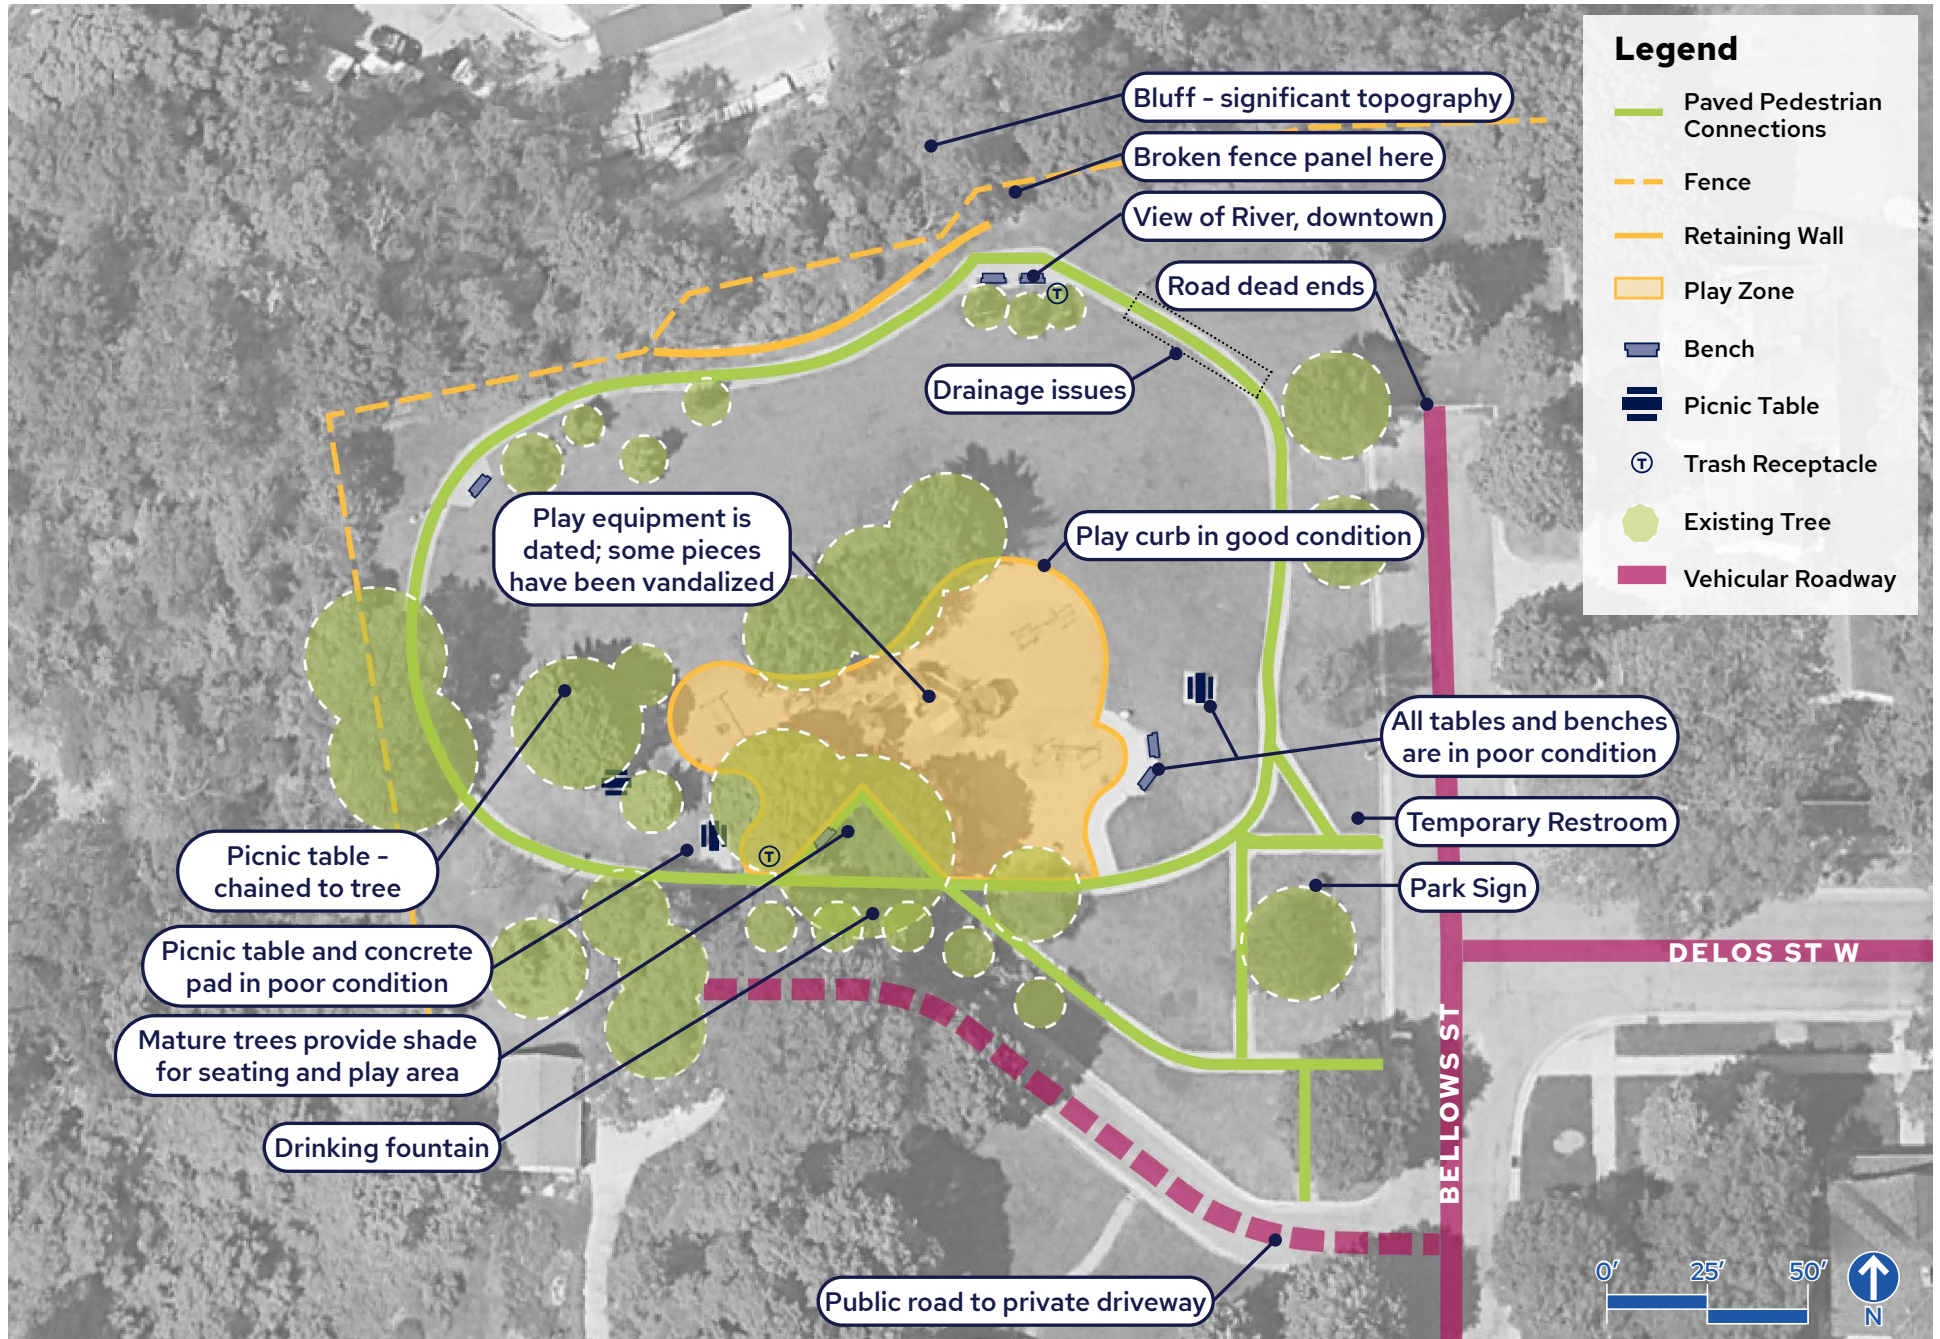 Legend
Paved Pedestrian
Connections
Fence
Retaining Wall
Play Zone
Bench
Picnic Table
T
Trash Receptacle
Existing Tree
Vehicular Roadway
Bluff - significant topography
Broken fence panel here
View of River, downtown
Road dead ends
T
Drainage issues
Play equipment is
dated; some pieces
have been vandalized
Play curb in good condition
All tables and benches
are in poor condition
Temporary Restroom
Park Sign
Picnic table -
chained to tree
T
Picnic table and concrete
pad in poor condition
Mature trees provide shade
for seating and play area
Drinking fountain
DELOS ST W
BELLOWS ST
Public road to private driveway
0' 25' 50'
N